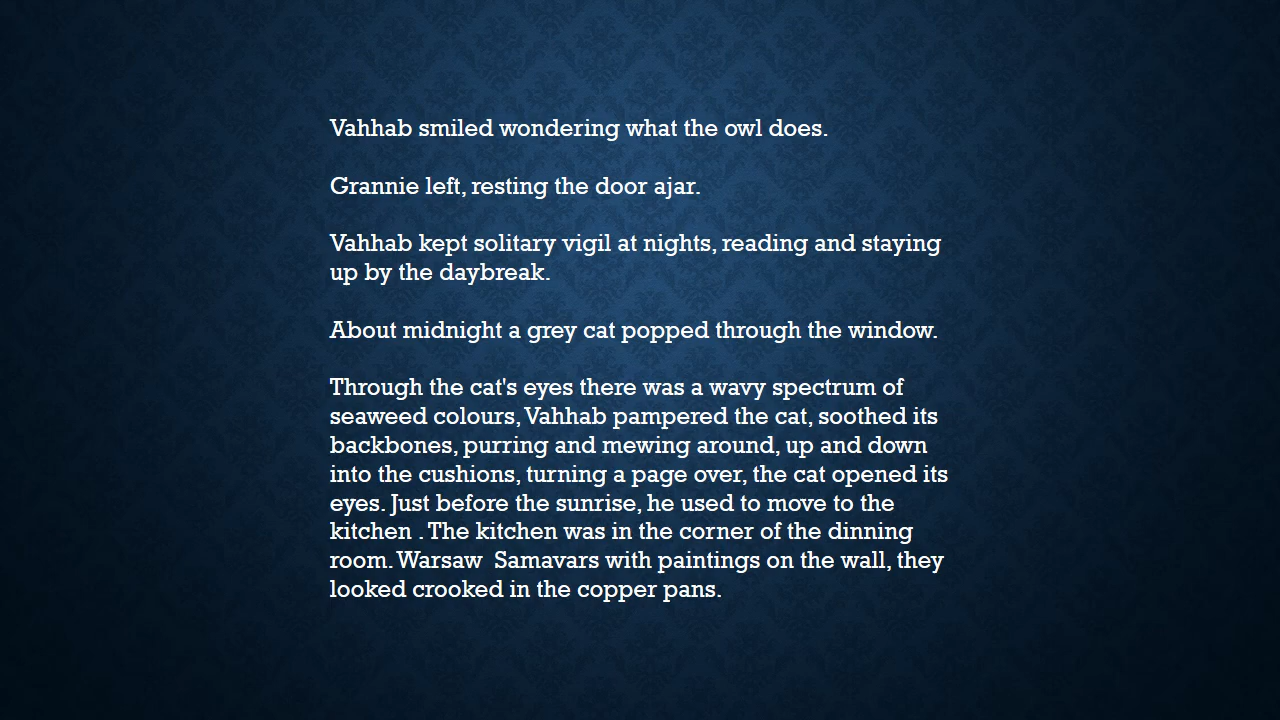 Vahhab smiled wondering what the owl does.
Grannie left, resting the door ajar.
Vahhab kept solitary vigil at nights, reading and staying
up by the daybreak.
About midnight a grey cat popped through the window.
Through the cat's eyes there was a wavy spectrum of
seaweed colours, Vahhab pampered the cat, soothed its
backbones, purring and mewing around, up and down
into the cushions, turning a page over, the cat opened its
eyes. Just before the sunrise, he used to move to the
kitchen . The kitchen was in the corner of the dinning
room. Warsaw  Samavars with paintings on the wall, they
looked crooked in the copper pans.